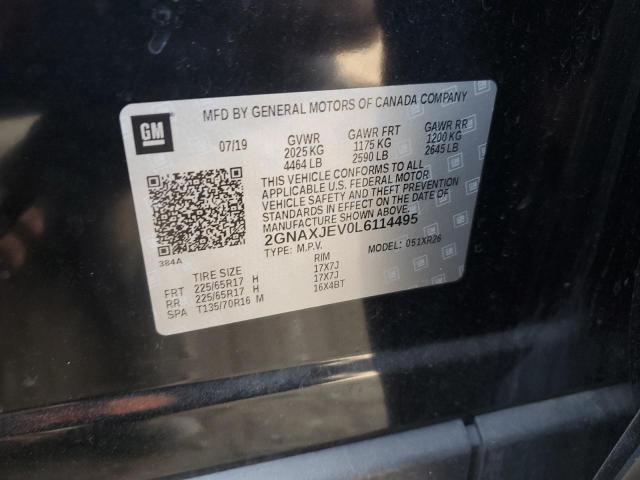 MFD BY GENERAL MOTORS OF CANADA COMPANY
GM
07/19 GVWR GAWR FRT GAWR RR
2025 KG 1175 KG 1200 KG
4464 LB 2590 LB 2645 LB
THIS VEHICLE CONFORMS TO ALL
APPLICABLE U.S. FEDERAL MOTOR
VEHICLE SAFETY AND THEFT PREVENTION
STANDARDS IN EFFECT ON THE DATE OF
MANUFACTURE SHOWN ABOVE.
2GNAXJEV0L6114495
TYPE: M.P.V. MODEL: 051XR26
384A
TIRE SIZE RIM
FRT 225/65R17 H 17X7J
RR 225/65R17 H 17X7J
SPA T135/70R16 M 16X4BT